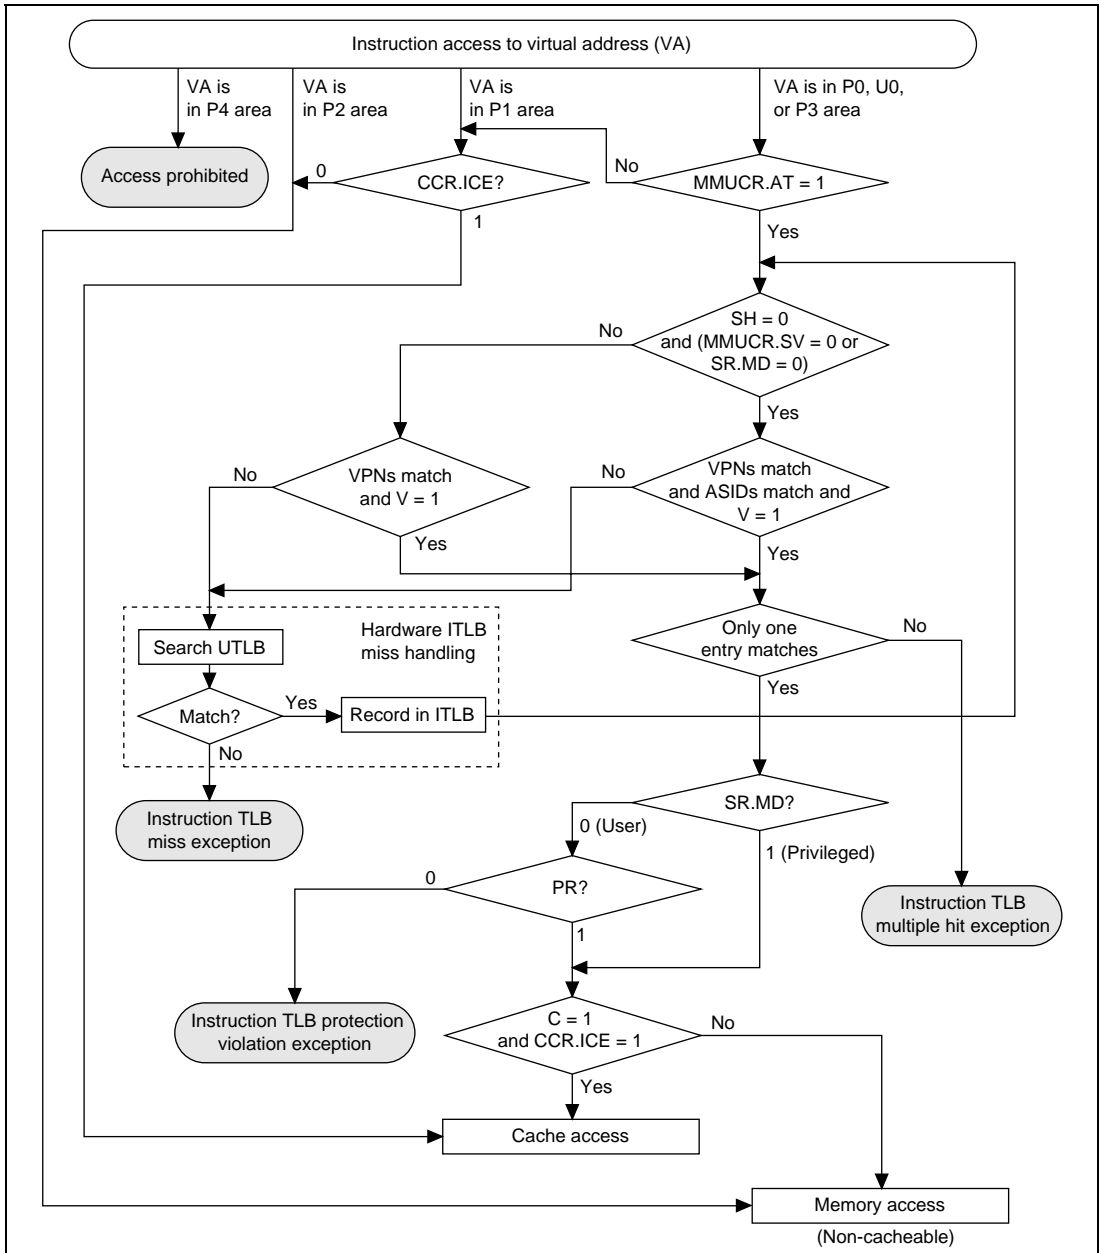 Instruction access to virtual address (VA)
VA is
in P4 area
VA is
in P2 area
VA is
in P1 area
VA is in P0, U0,
or P3 area
Access prohibited
0
CCR.ICE?
1
No
MMUCR.AT = 1
Yes
SH = 0
and (MMUCR.SV = 0 or
SR.MD = 0)
No
Yes
No
VPNs match
and V = 1
Yes
No
VPNs match
and ASIDs match and
V = 1
Yes
Hardware ITLB
miss handling
Search UTLB
Match?
Yes
Record in ITLB
No
Only one
entry matches
No
Yes
Instruction TLB
miss exception
SR.MD?
0 (User)
1 (Privileged)
0
PR?
1
Instruction TLB
multiple hit exception
Instruction TLB protection
violation exception
C = 1
and CCR.ICE = 1
No
Yes
Cache access
Memory access
(Non-cacheable)